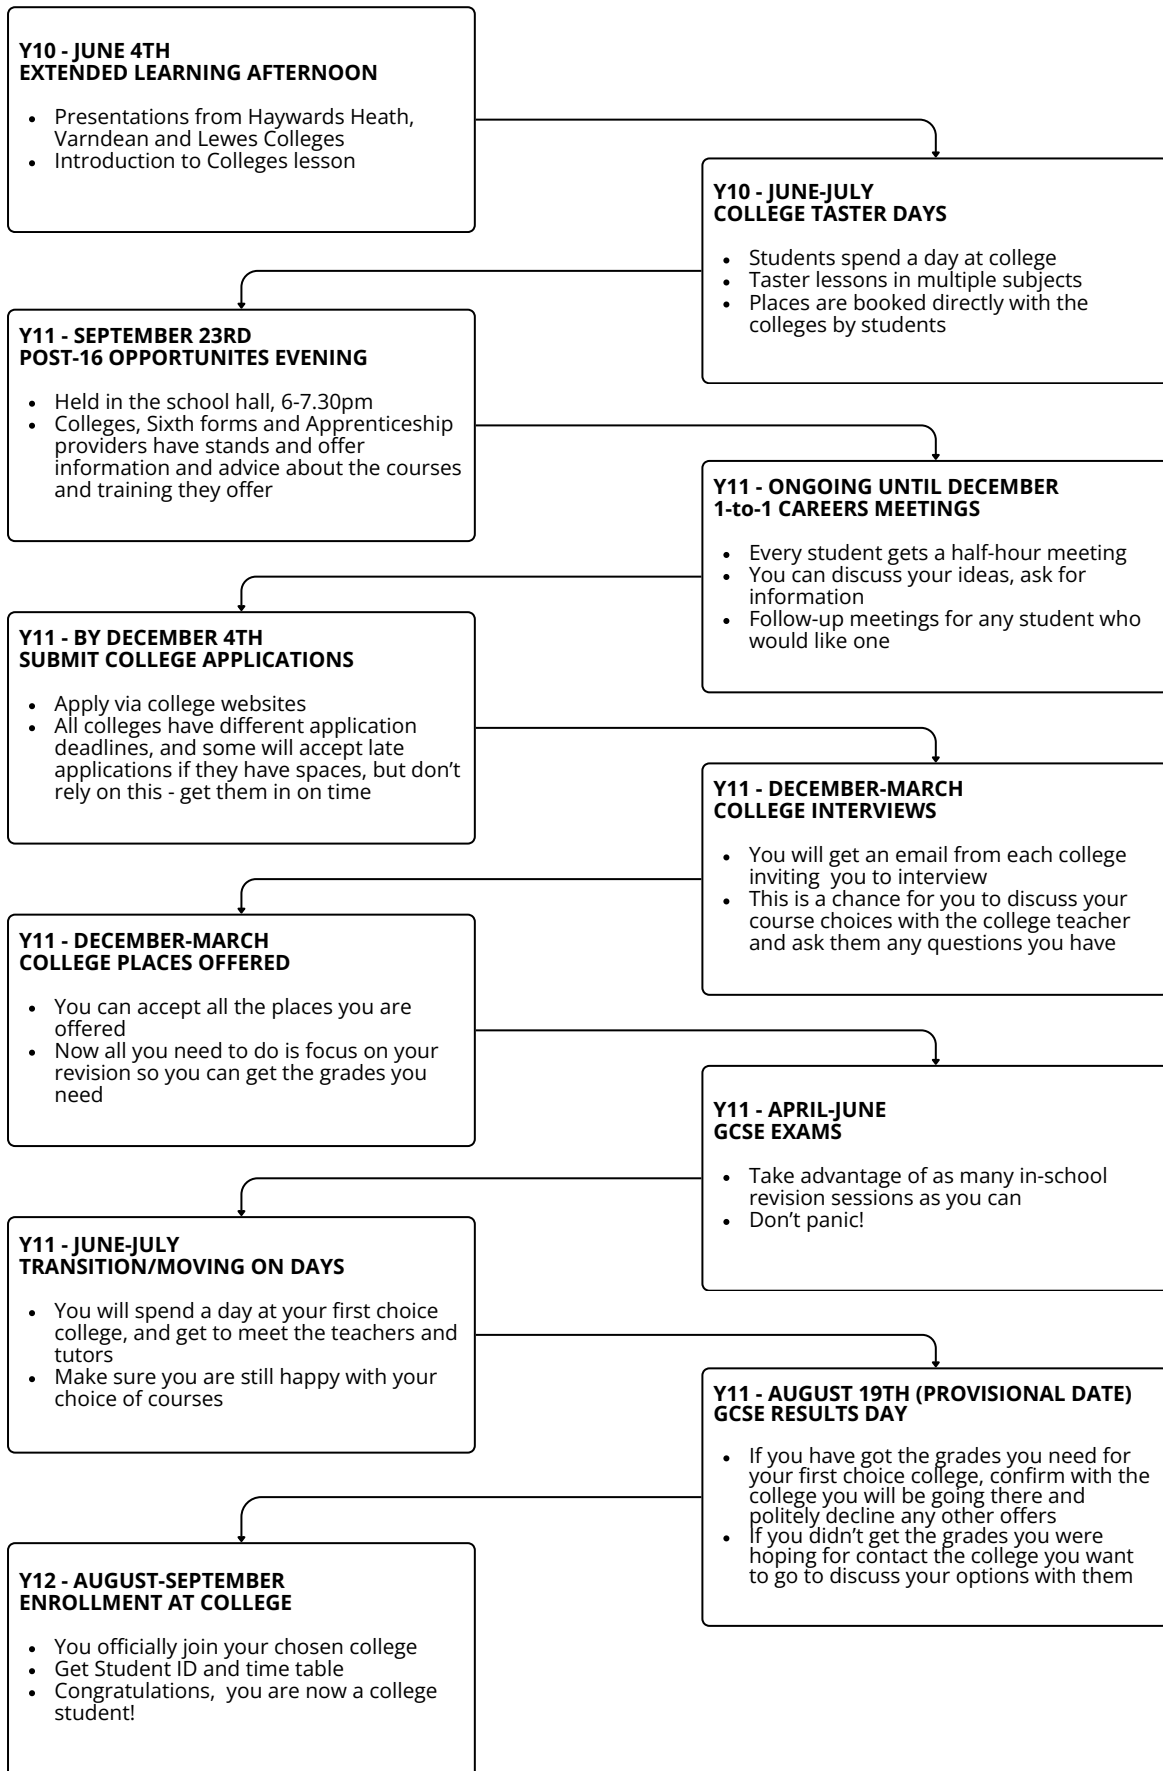 Y10 - JUNE 4TH
EXTENDED LEARNING AFTERNOON
• Presentations from Haywards Heath,
Varndean and Lewes Colleges
• Introduction to Colleges lesson
Y10 - JUNE-JULY
COLLEGE TASTER DAYS
• Students spend a day at college
• Taster lessons in multiple subjects
• Places are booked directly with the
colleges by students
Y11 - SEPTEMBER 23RD
POST-16 OPPORTUNITES EVENING
• Held in the school hall, 6-7.30pm
• Colleges, Sixth forms and Apprenticeship
providers have stands and offer
information and advice about the courses
and training they offer
Y11 - ONGOING UNTIL DECEMBER
1-to-1 CAREERS MEETINGS
• Every student gets a half-hour meeting
• You can discuss your ideas, ask for
information
• Follow-up meetings for any student who
would like one
Y11 - BY DECEMBER 4TH
SUBMIT COLLEGE APPLICATIONS
• Apply via college websites
• All colleges have different application
deadlines, and some will accept late
applications if they have spaces, but don’t
rely on this - get them in on time
Y11 - DECEMBER-MARCH
COLLEGE INTERVIEWS
• You will get an email from each college
inviting  you to interview
• This is a chance for you to discuss your
course choices with the college teacher
and ask them any questions you have
Y11 - DECEMBER-MARCH
COLLEGE PLACES OFFERED
• You can accept all the places you are
offered
• Now all you need to do is focus on your
revision so you can get the grades you
need
Y11 - APRIL-JUNE
GCSE EXAMS
• Take advantage of as many in-school
revision sessions as you can
• Don’t panic!
Y11 - JUNE-JULY
TRANSITION/MOVING ON DAYS
• You will spend a day at your first choice
college, and get to meet the teachers and
tutors
• Make sure you are still happy with your
choice of courses
Y11 - AUGUST 19TH (PROVISIONAL DATE)
GCSE RESULTS DAY
• If you have got the grades you need for
your first choice college, confirm with the
college you will be going there and
politely decline any other offers
• If you didn’t get the grades you were
hoping for contact the college you want
to go to discuss your options with them
Y12 - AUGUST-SEPTEMBER
ENROLLMENT AT COLLEGE
• You officially join your chosen college
• Get Student ID and time table
• Congratulations,  you are now a college
student!